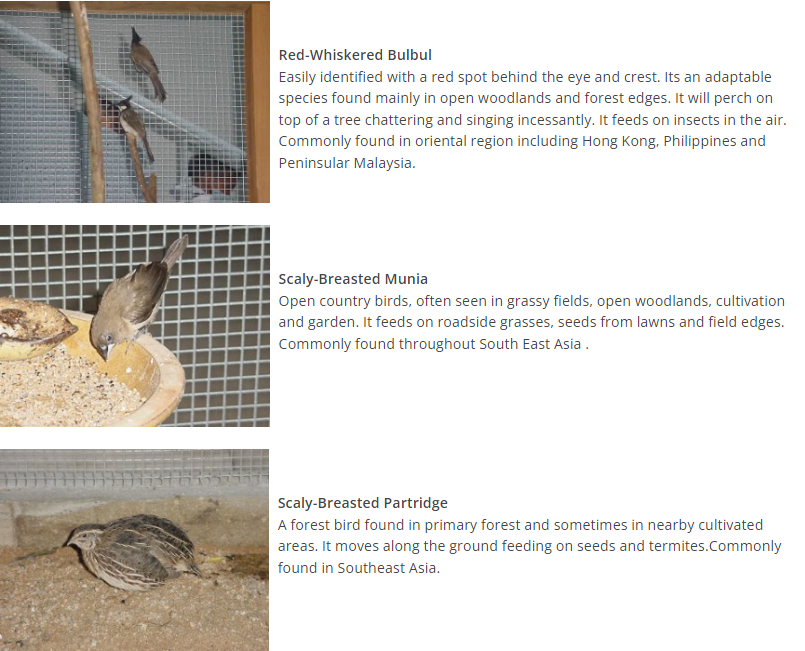 Red-Whiskered Bulbul
Easily identified with a red spot behind the eye and crest. Its an adaptable
species found mainly in open woodlands and forest edges. It will perch on
top of a tree chattering and singing incessantly. It feeds on insects in the air.
Commonly found in oriental region including Hong Kong, Philippines and
Peninsular Malaysia.
Scaly-Breasted Munia
Open country birds, often seen in grassy fields, open woodlands, cultivation
and garden. It feeds on roadside grasses, seeds from lawns and field edges.
Commonly found throughout South East Asia .
Scaly-Breasted Partridge
A forest bird found in primary forest and sometimes in nearby cultivated
areas. It moves along the ground feeding on seeds and termites.Commonly
found in Southeast Asia.